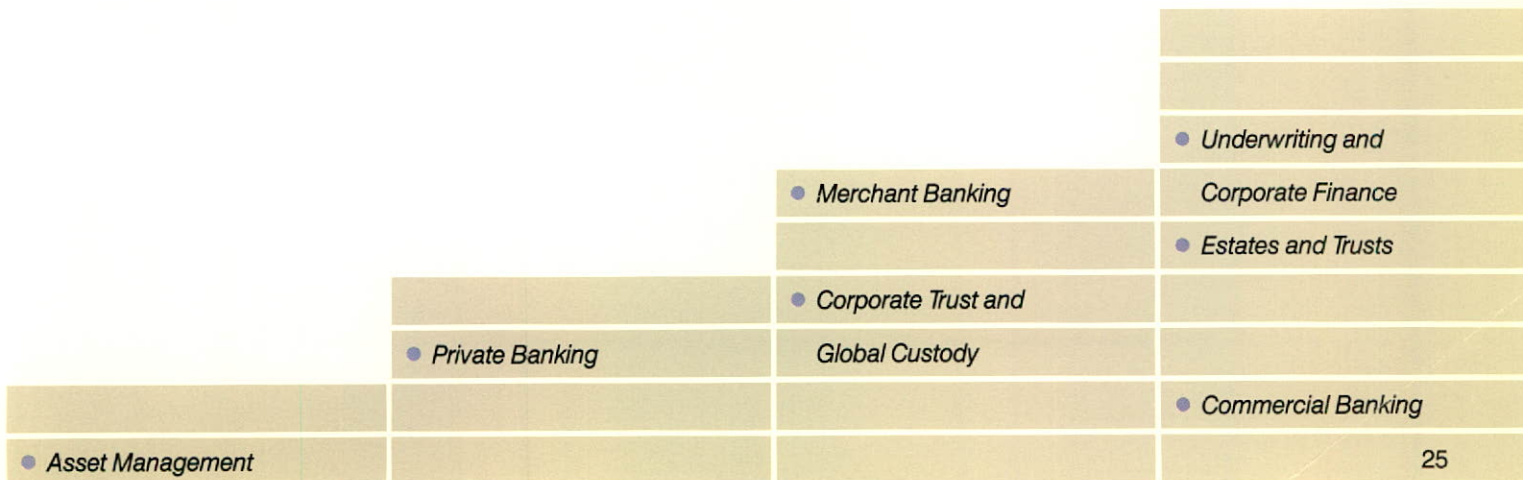 Underwriting and
Merchant Banking
Corporate Finance
Estates and Trusts
Corporate Trust and
Private Banking
Global Custody
Commercial Banking
Asset Management
25